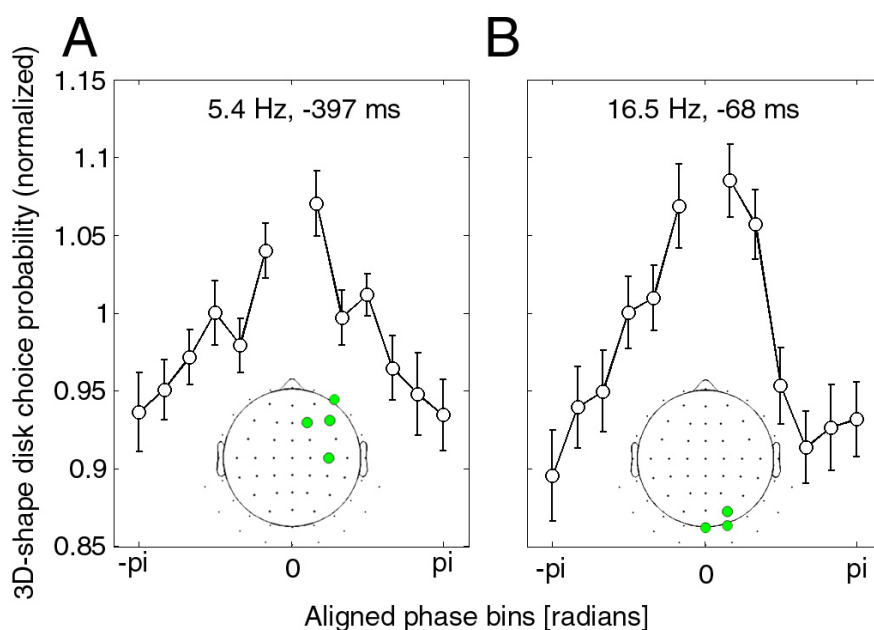 A
B
3D-shape disk choice probability (normalized)
1.15
1.1
1.05
1
0.95
0.9
0.85
5.4 Hz, -397 ms
16.5 Hz, -68 ms
-pi
0
pi
-pi
0
pi
Aligned phase bins [radians]